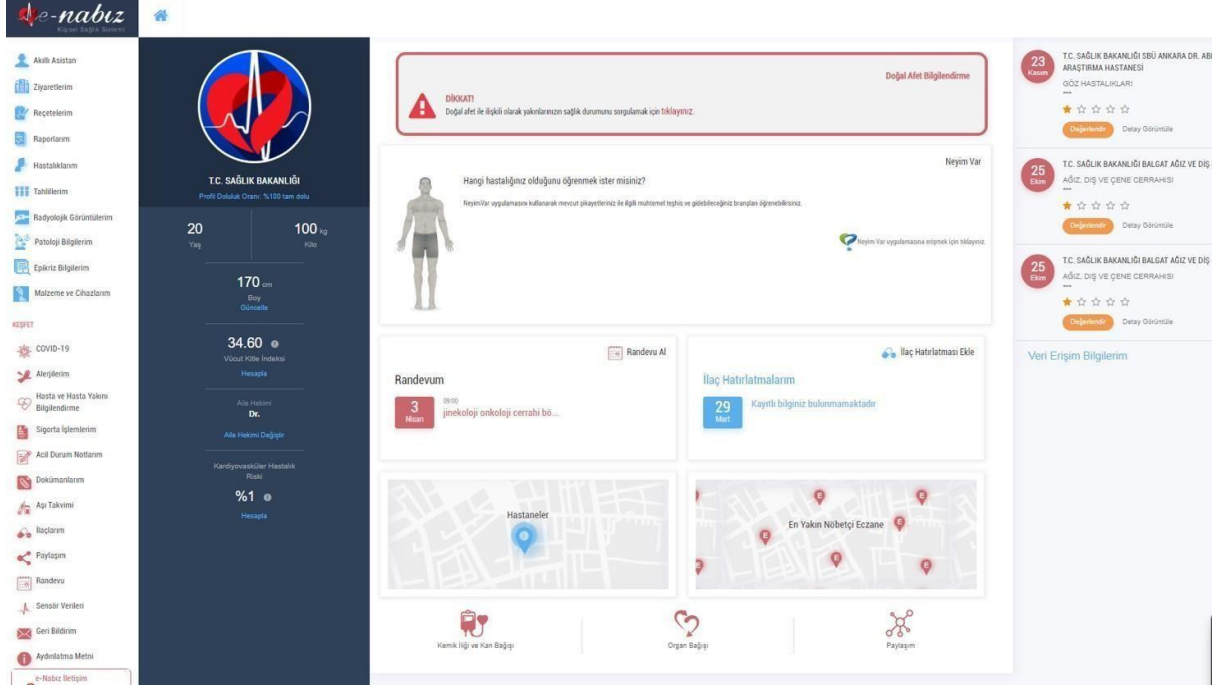 e-nabız
Kişisel Sağlık Sistemi
Akıllı Asistan
Ziyaretlerim
Reçetelerim
Raporlarım
Hastalıklarım
Tahlillerim
Radyolojik Görüntülerim
Patoloji Bilgilerim
Epikriz Bilgilerim
Malzeme ve Cihazlarım
KEŞFET
COVID-19
Alerjilerim
Hasta ve Hasta Yakını
Bilgilendirme
Sigorta İşlemlerim
Acil Durum Notlarım
Dokümanlarım
Aşı Takvimi
İlaçlarım
Paylaşım
Randevu
Sensör Verileri
Geri Bildirim
Aydınlatma Metni
e-Nabız İletişim
T.C. SAĞLIK BAKANLIĞI
Profil Doluluk Oranı: %100 tam dolu
20
Yaş
100 kg
Kilo
170 cm
Boy
Güncelle
34.60
Vücut Kitle İndeksi
Hesapla
Aile Hekimi
Dr.
Aile Hekimi Değiştir
Kardiyovasküler Hastalık
Riski
%1
Hesapla
Doğal Afet Bilgilendirme
DİKKAT!
Doğal afet ile ilişkili olarak yakınlarınızın sağlık durumunu sorgulamak için tıklayınız.
Neyim Var
Hangi hastalığınız olduğunu öğrenmek ister misiniz?
NeyimVar uygulamasını kullanarak mevcut şikayetleriniz ile ilgili muhtemel teşhis ve gidebileceğiniz branşları öğrenebilirsiniz.
Neyim Var uygulamasına erişmek için tıklayınız.
Randevu Al
Randevum
3
Nisan
09:00
jinekoloji onkoloji cerrahi bö...
İlaç Hatırlatması Ekle
İlaç Hatırlatmalarım
29
Mart
Kayıtlı bilginiz bulunmamaktadır
Hastaneler
En Yakın Nöbetçi Eczane
E
E
E
E
E
E
E
Kemik İliği ve Kan Bağışı
Organ Bağışı
Paylaşım
23
Kasım
T.C. SAĞLIK BAKANLIĞI SBÜ ANKARA DR. AB
ARAŞTIRMA HASTANESİ
GÖZ HASTALIKLARI
Değerlendir
Detay Görüntüle
25
Ekim
T.C. SAĞLIK BAKANLIĞI BALGAT AĞIZ VE DİŞ
AĞIZ, DİŞ VE ÇENE CERRAHİSİ
Değerlendir
Detay Görüntüle
25
Ekim
T.C. SAĞLIK BAKANLIĞI BALGAT AĞIZ VE DİŞ
AĞIZ, DİŞ VE ÇENE CERRAHİSİ
Değerlendir
Detay Görüntüle
Veri Erişim Bilgilerim